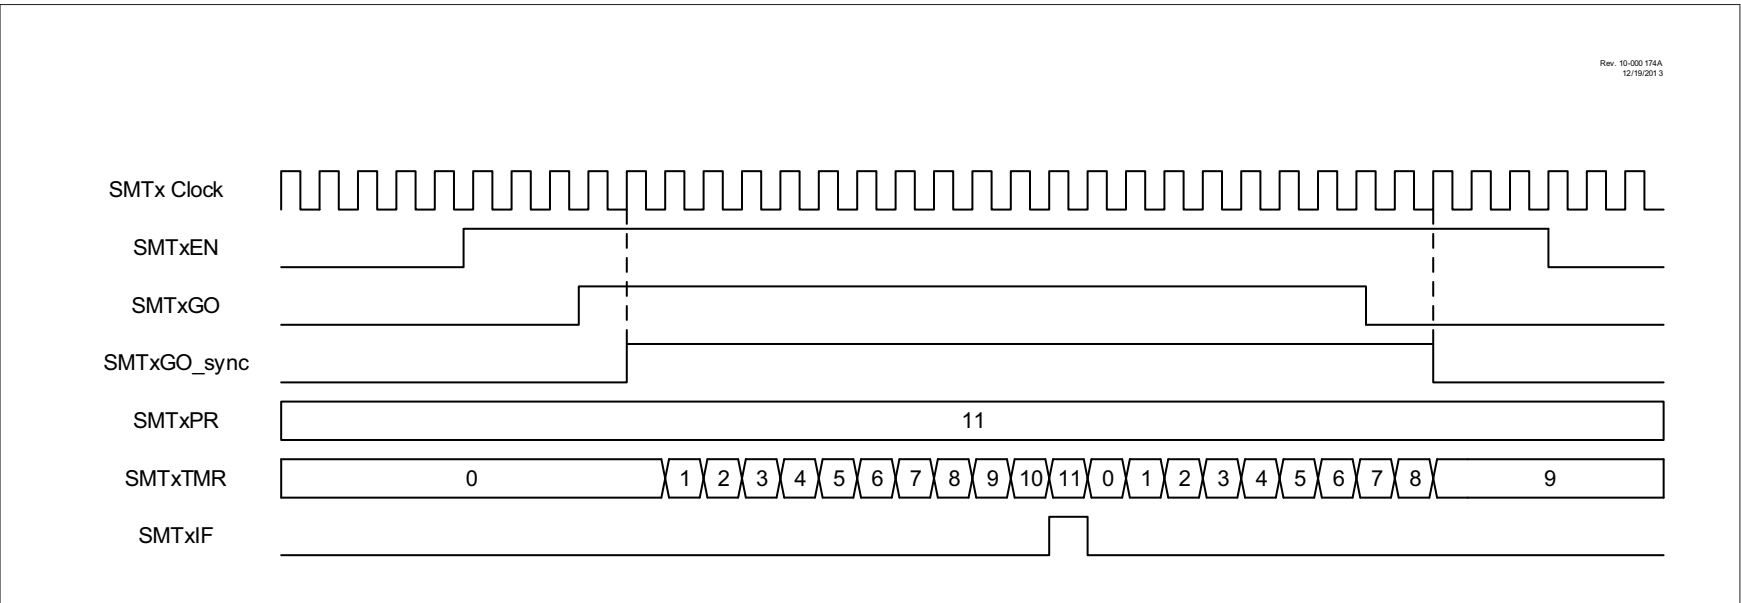 Rev. 10-000 174A
12/19/201 3
SMTx Clock
SMTxEN
SMTxGO
SMTxGO_sync
SMTxPR 11
SMTxTMR 0 1 2 3 4 5 6 7 8 9 10 11 0 1 2 3 4 5 6 7 8 9
SMTxIF